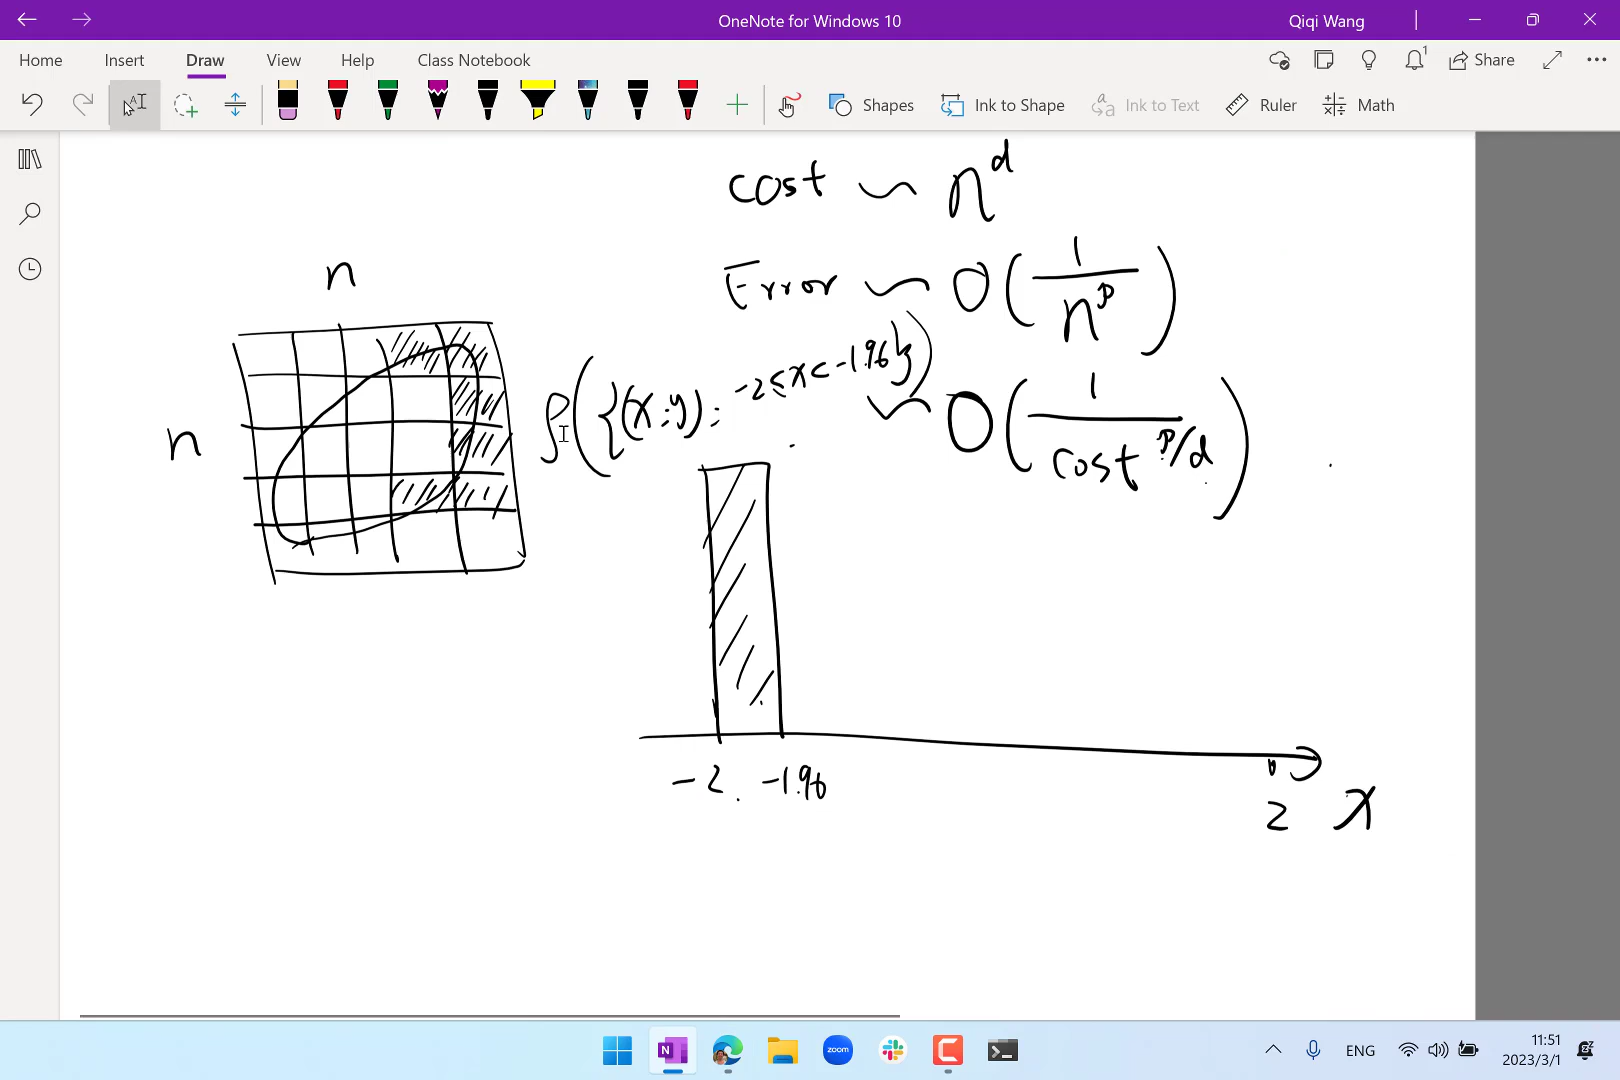 OneNote for Windows 10
Qiqi Wang
Home Insert Draw View Help Class Notebook
1
Share
Shapes
Ink to Shape
Ink to Text
Ruler
Math
cost ~ n^d
n
Error ~ O(1/n^p)
n
ρ({(x,y): -2≤x<-1.96})
~ O(1/cost^{p/d})
-2 -1.96
2 x
zoom
ENG
11:51
2023/3/1